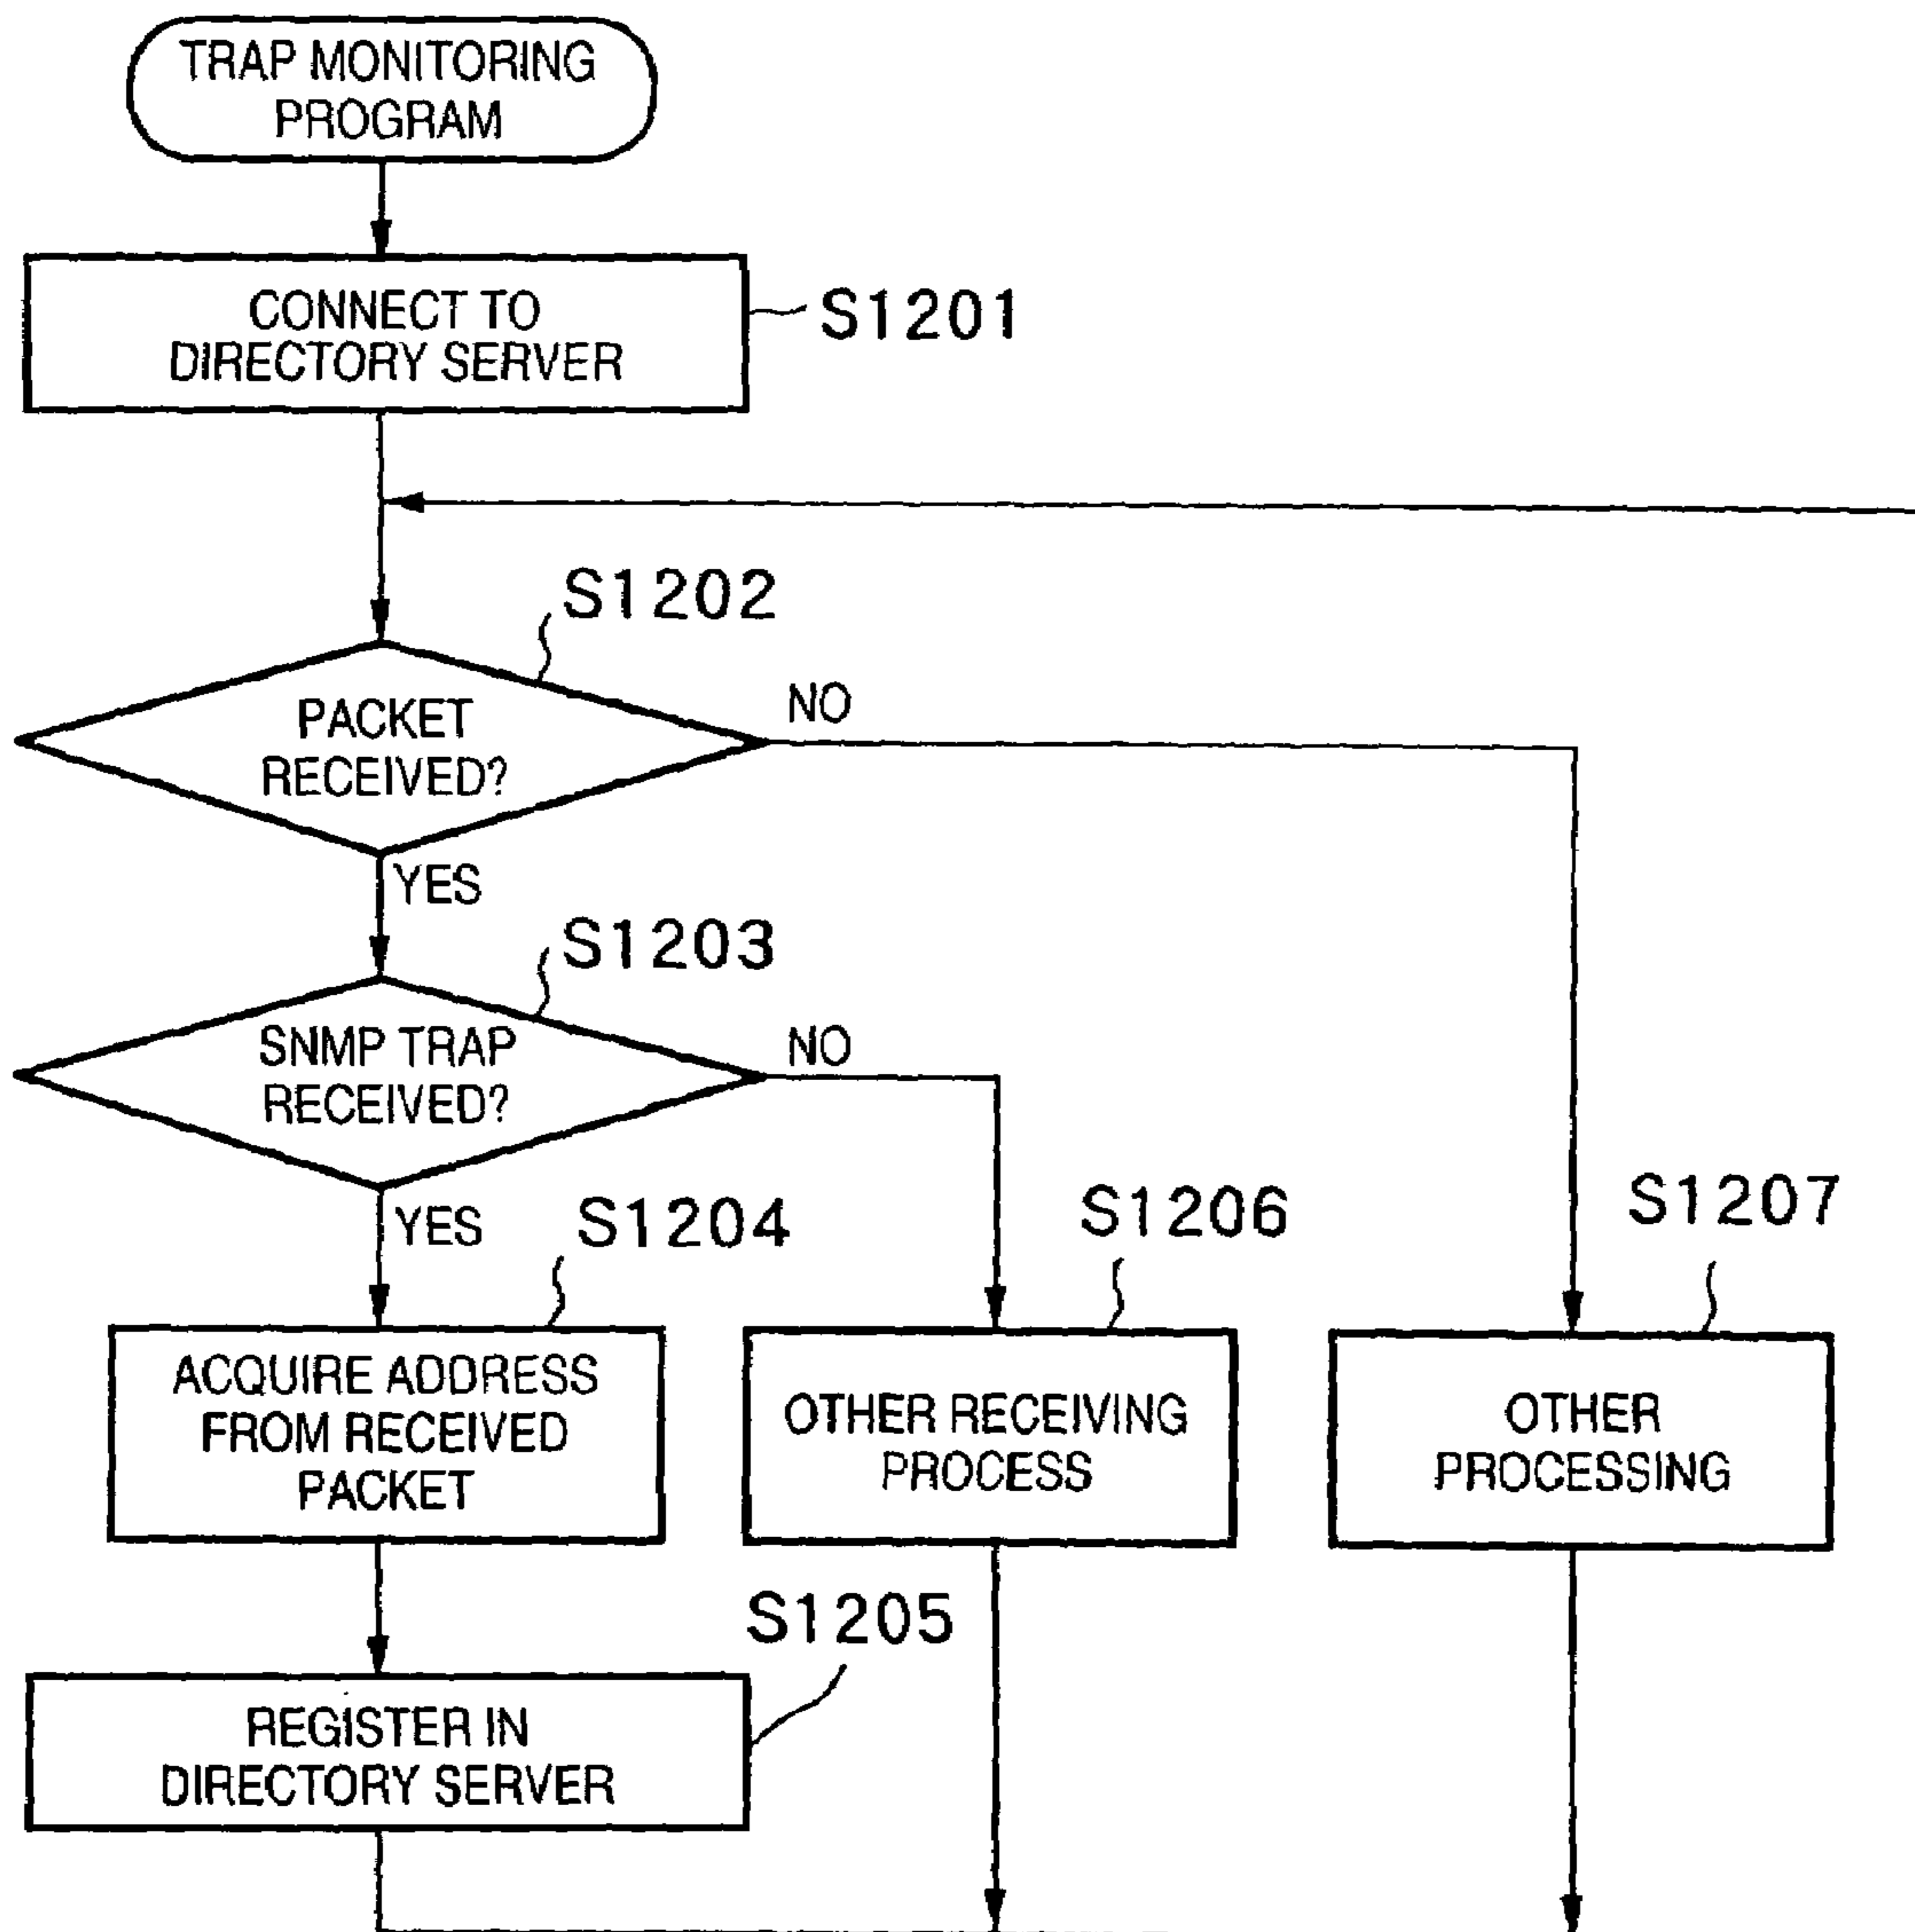 TRAP MONITORING
PROGRAM
CONNECT TO
DIRECTORY SERVER
S1201
S1202
PACKET
RECEIVED?
NO
YES
S1203
SNMP TRAP
RECEIVED?
NO
YES
S1204
S1206
S1207
ACQUIRE ADDRESS
FROM RECEIVED
PACKET
OTHER RECEIVING
PROCESS
OTHER
PROCESSING
S1205
REGISTER IN
DIRECTORY SERVER